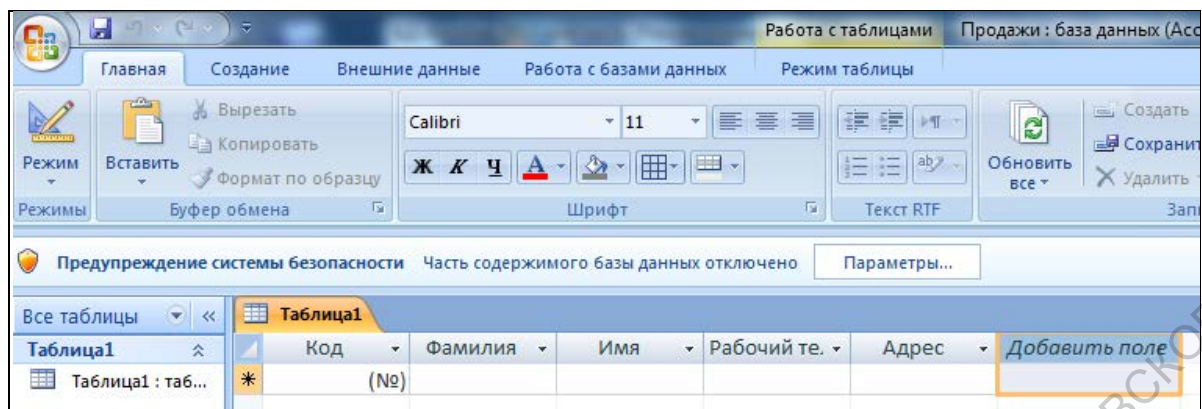 Работа с таблицами Продажи : база данных (Acc
Главная Создание Внешние данные Работа с базами данных Режим таблицы
Режим
Вставить
Вырезать
Копировать
Формат по образцу
Calibri 11
Ж К Ч
Обновить все
Создать
Сохранит
Удалить
Режимы Буфер обмена Шрифт Текст RTF Зап
Предупреждение системы безопасности Часть содержимого базы данных отключено Параметры...
Все таблицы «
Таблица1
Таблица1
Таблица1 : таб...
Код Фамилия Имя Рабочий те. Адрес Добавить поле
* (№)